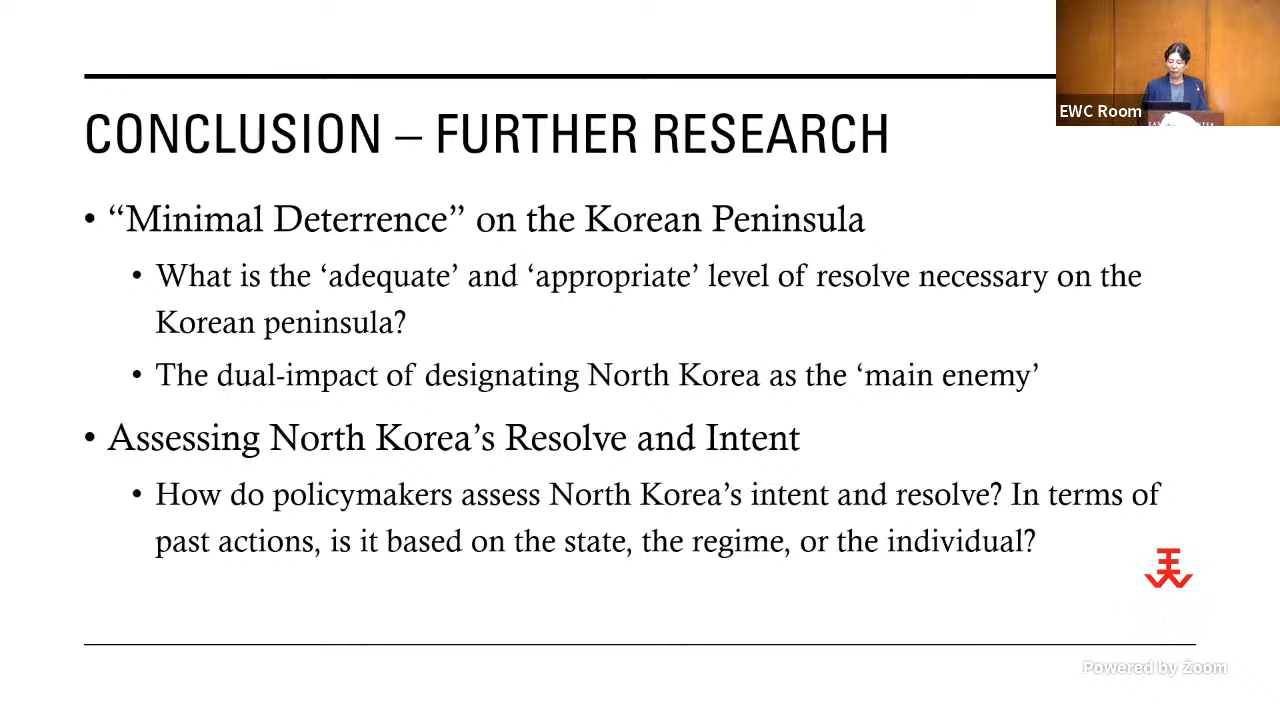 CONCLUSION – FURTHER RESEARCH
EWC Room
• “Minimal Deterrence” on the Korean Peninsula
• What is the ‘adequate’ and ‘appropriate’ level of resolve necessary on the
Korean peninsula?
• The dual-impact of designating North Korea as the ‘main enemy’
• Assessing North Korea’s Resolve and Intent
• How do policymakers assess North Korea’s intent and resolve? In terms of
past actions, is it based on the state, the regime, or the individual?
Powered by Zoom